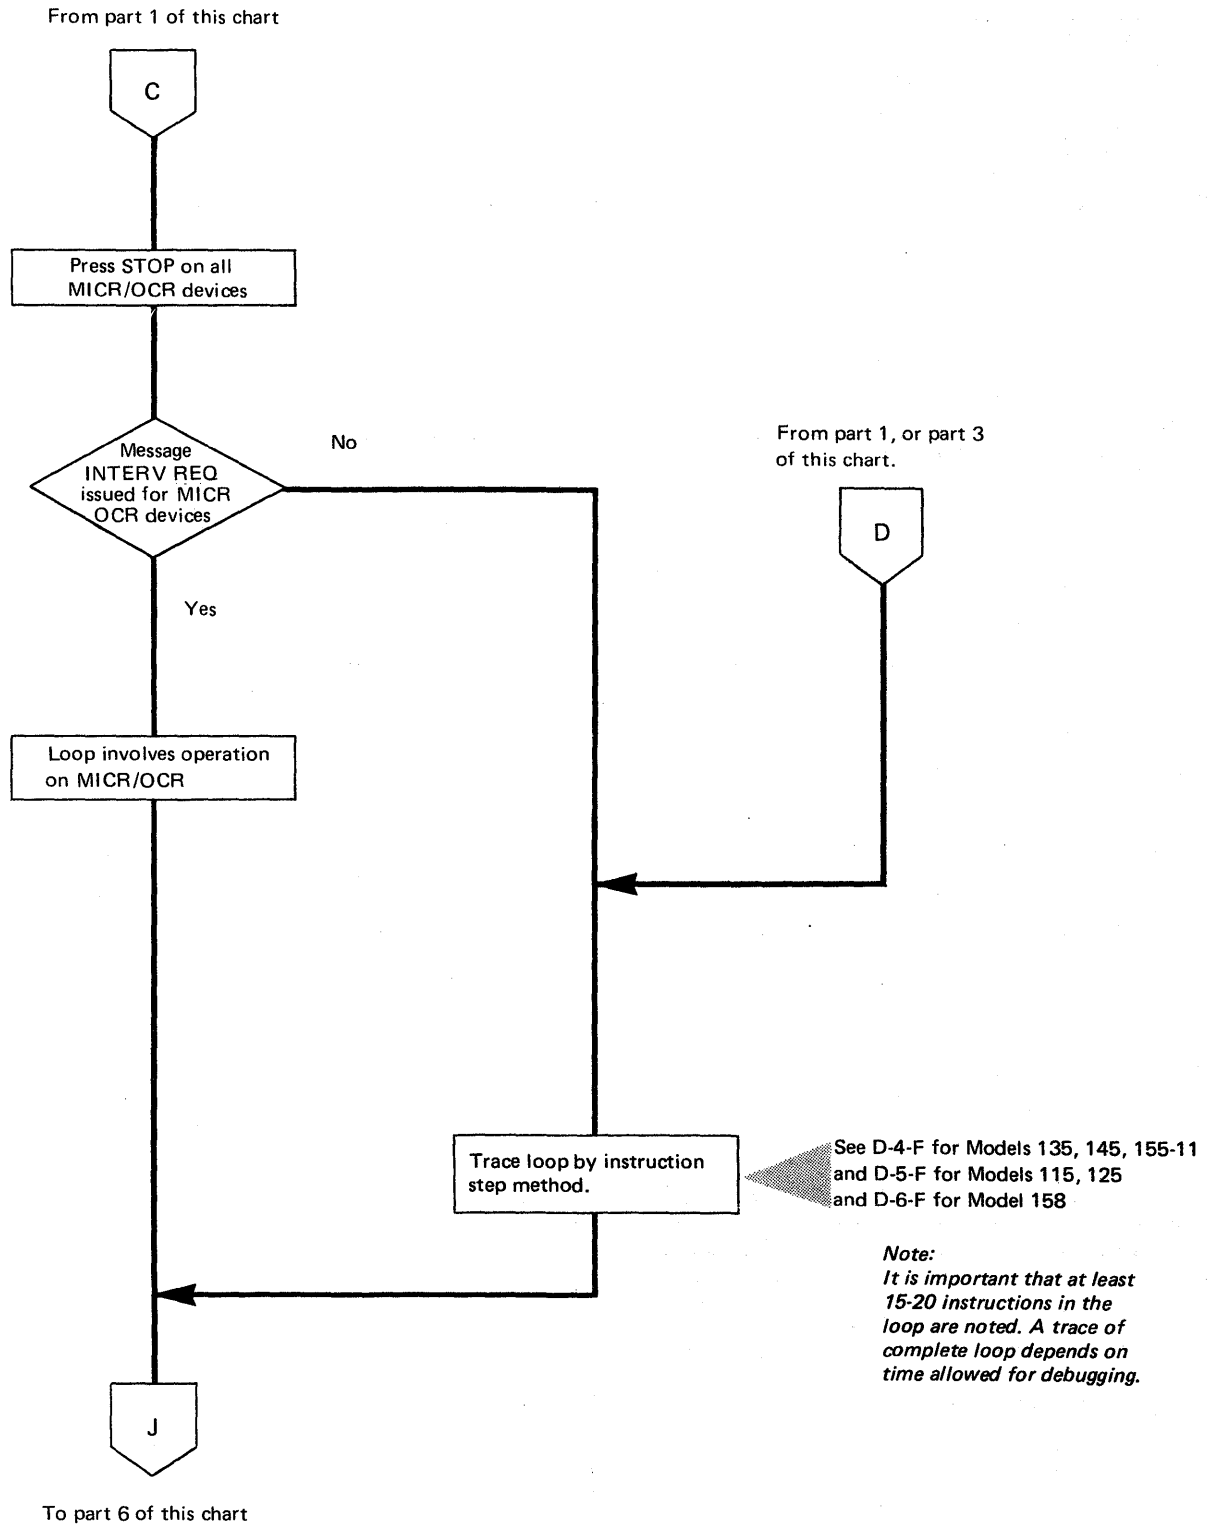 From part 1 of this chart
C
Press STOP on all
MICR/OCR devices
Message
INTERV REQ
issued for MICR
OCR devices
No
Yes
From part 1, or part 3
of this chart.
D
Loop involves operation
on MICR/OCR
Trace loop by instruction
step method.
See D-4-F for Models 135, 145, 155-11
and D-5-F for Models 115, 125
and D-6-F for Model 158
Note:
It is important that at least
15-20 instructions in the
loop are noted. A trace of
complete loop depends on
time allowed for debugging.
J
To part 6 of this chart